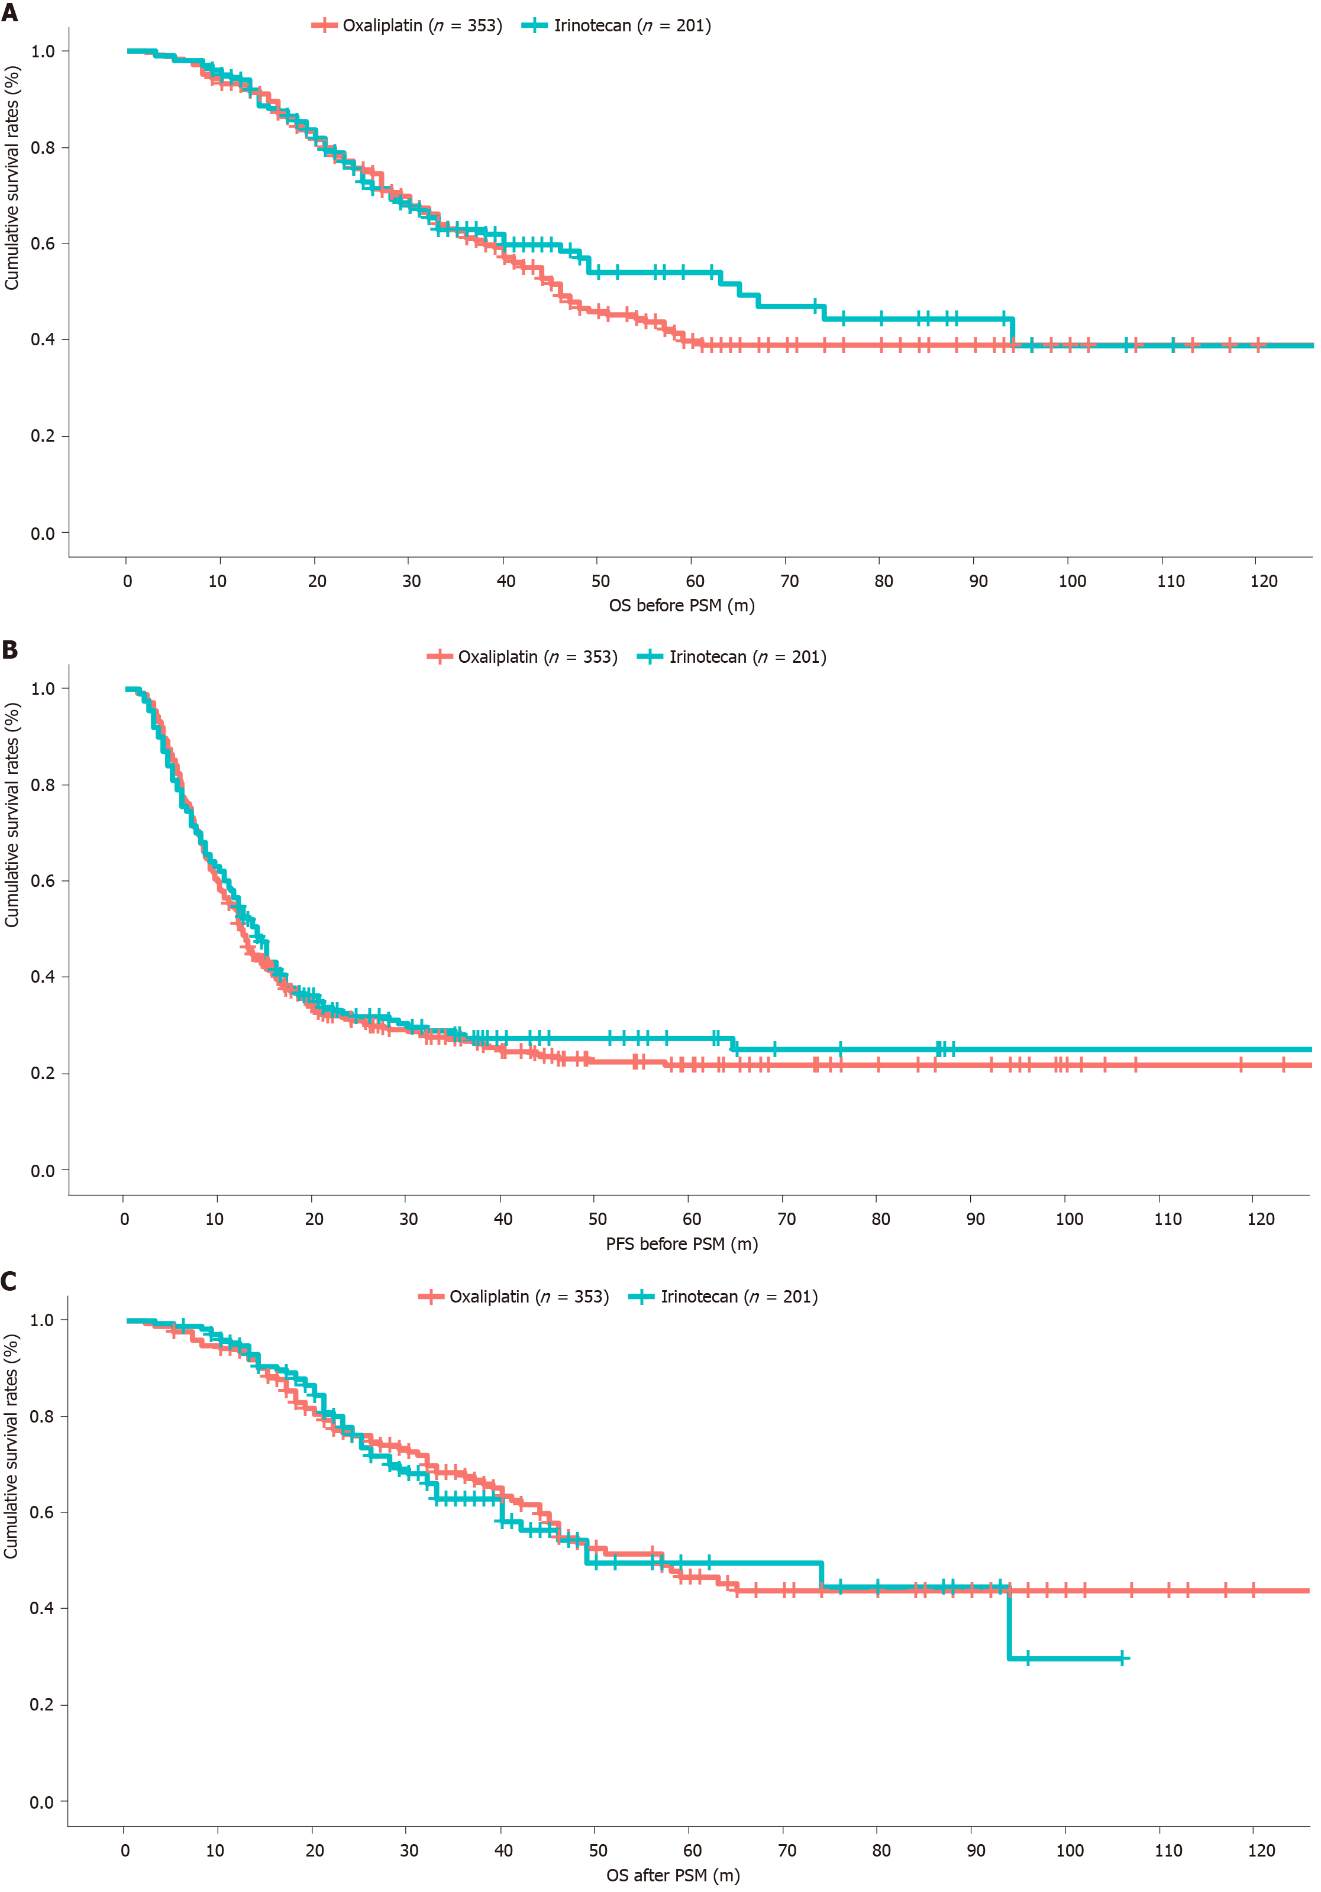 A
Oxaliplatin (n = 353) Irinotecan (n = 201)
Cumulative survival rates (%)
1.0
0.8
0.6
0.4
0.2
0.0
0 10 20 30 40 50 60 70 80 90 100 110 120
OS before PSM (m)
B
Oxaliplatin (n = 353) Irinotecan (n = 201)
Cumulative survival rates (%)
1.0
0.8
0.6
0.4
0.2
0.0
0 10 20 30 40 50 60 70 80 90 100 110 120
PFS before PSM (m)
C
Oxaliplatin (n = 353) Irinotecan (n = 201)
Cumulative survival rates (%)
1.0
0.8
0.6
0.4
0.2
0.0
0 10 20 30 40 50 60 70 80 90 100 110 120
OS after PSM (m)